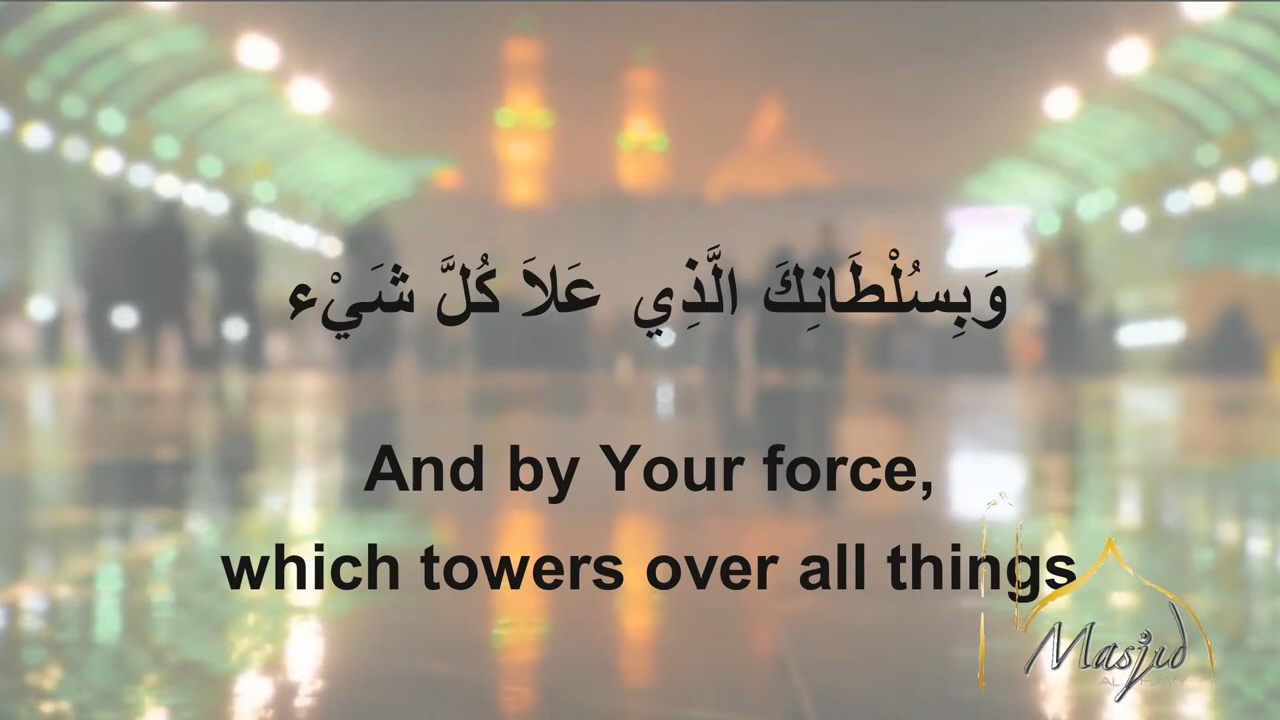 وَبِسُلْطَانِكَ الَّذِي عَلاَ كُلَّ شَيْء
And by Your force,
which towers over all things
Masjid